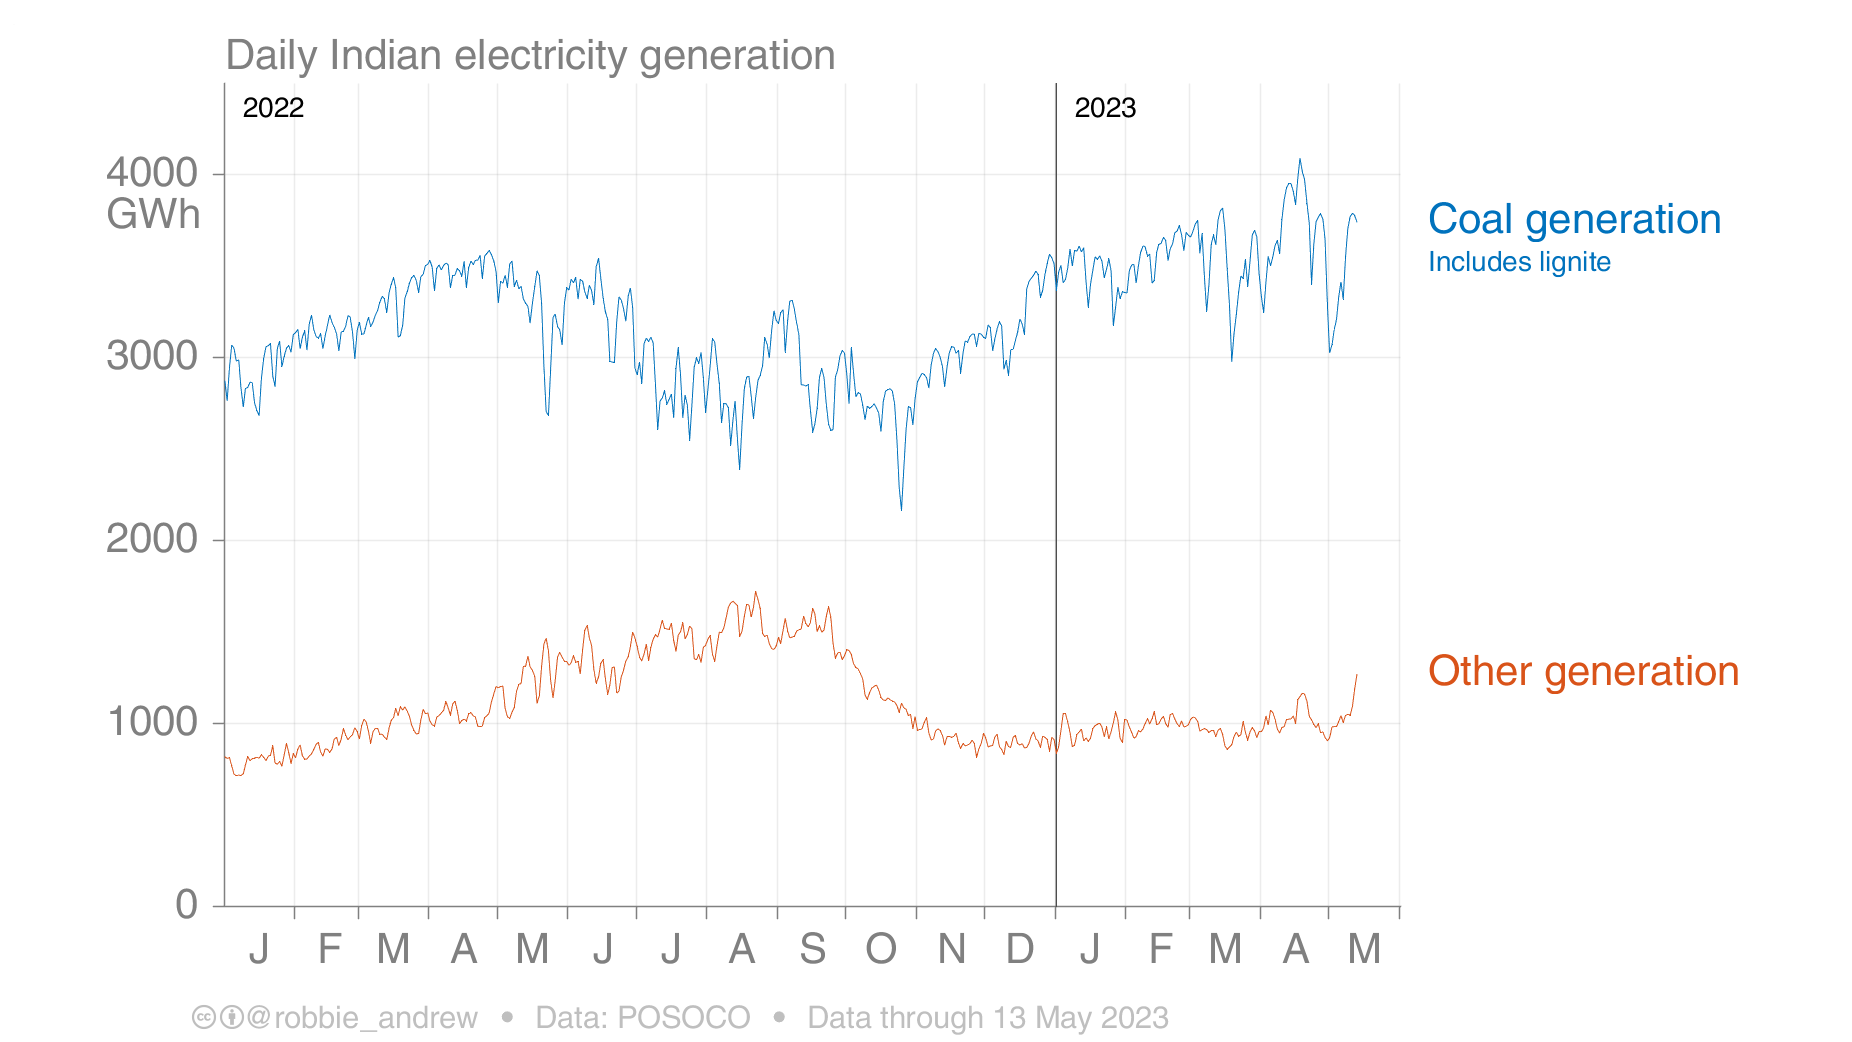 Daily Indian electricity generation
2022
2023
4000
GWh
3000
2000
1000
0
Coal generation
Includes lignite
Other generation
J F M A M J J A S O N D J F M A M
cc @robbie_andrew • Data: POSOCO • Data through 13 May 2023